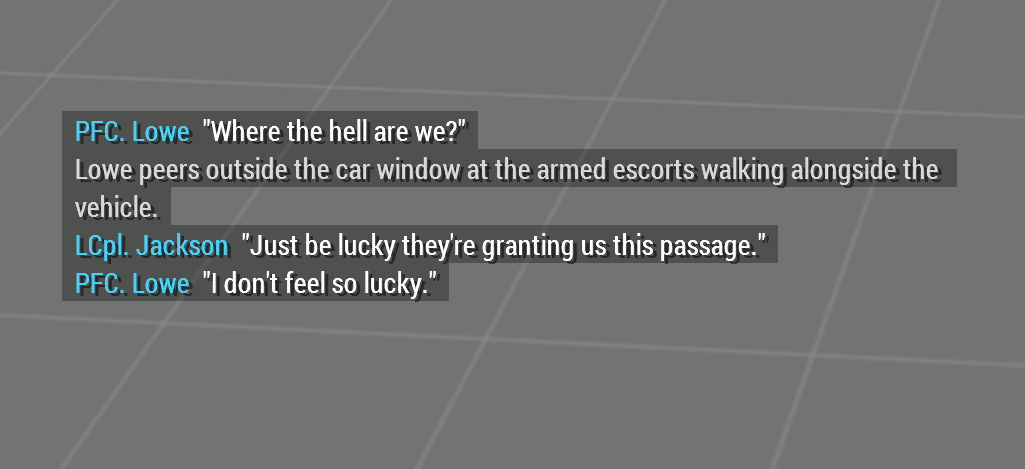 PFC. Lowe "Where the hell are we?"
Lowe peers outside the car window at the armed escorts walking alongside the
vehicle.
LCpl. Jackson "Just be lucky they're granting us this passage."
PFC. Lowe "I don't feel so lucky."